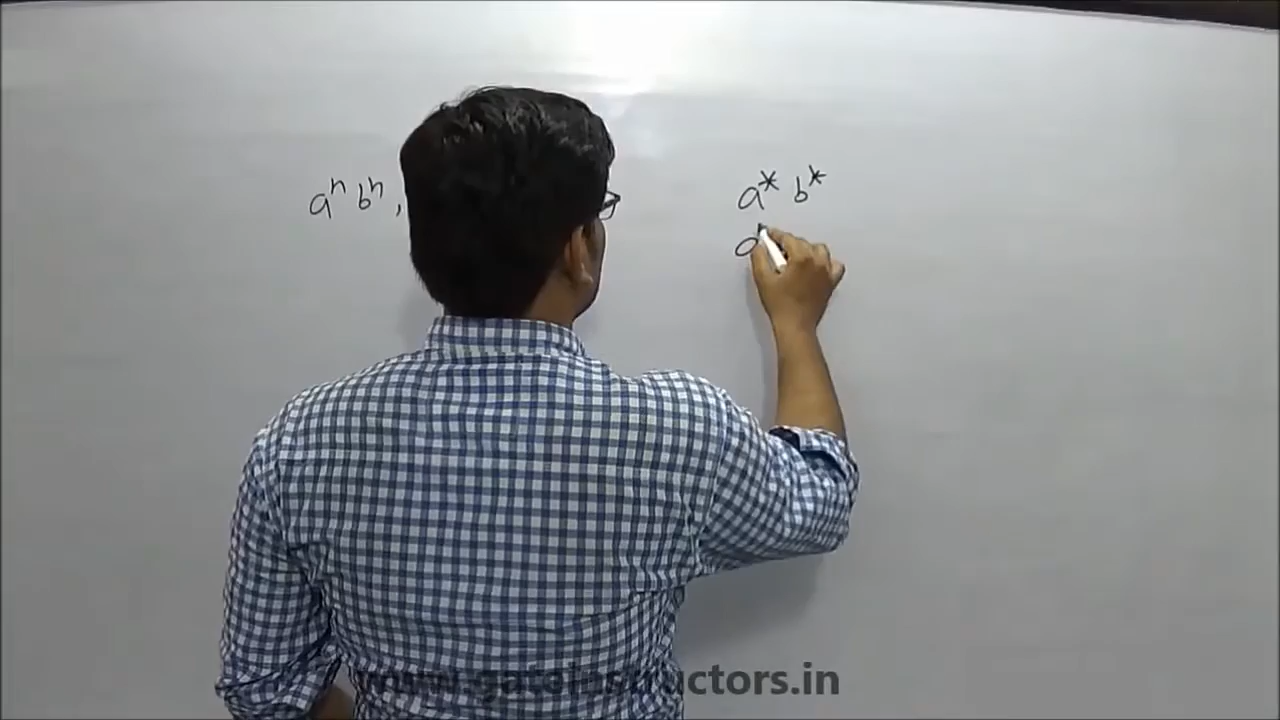 aⁿ bⁿ, a* b*
a
www.gateinstructors.in